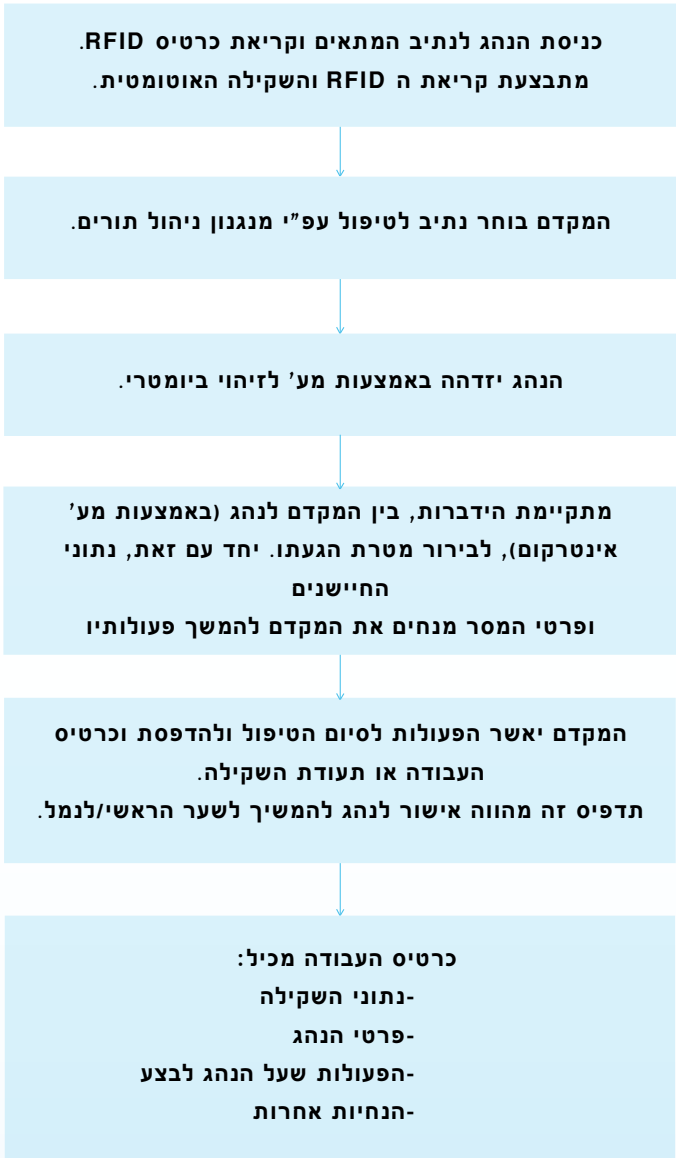 כניסת הנהג לנתיב המתאים וקריאת כרטיס RFID.
מתבצעת קריאת ה RFID והשקילה האוטומטית.
המקדם בוחר נתיב לטיפול עפ"י מנגנון ניהול תורים.
הנהג יזדהה באמצעות מע' לזיהוי ביומטרי.
מתקיימת הידברות, בין המקדם לנהג (באמצעות מע'
אינטרקום), לבירור מטרת הגעתו. יחד עם זאת, נתוני
החיישנים
ופרטי המסר מנחים את המקדם להמשך פעולותיו
המקדם יאשר הפעולות לסיום הטיפול ולהדפסת וכרטיס
העבודה או תעודת השקילה.
תדפיס זה מהווה אישור לנהג להמשיך לשער הראשי/לנמל.
כרטיס העבודה מכיל:
-נתוני השקילה
-פרטי הנהג
-הפעולות שעל הנהג לבצע
-הנחיות אחרות